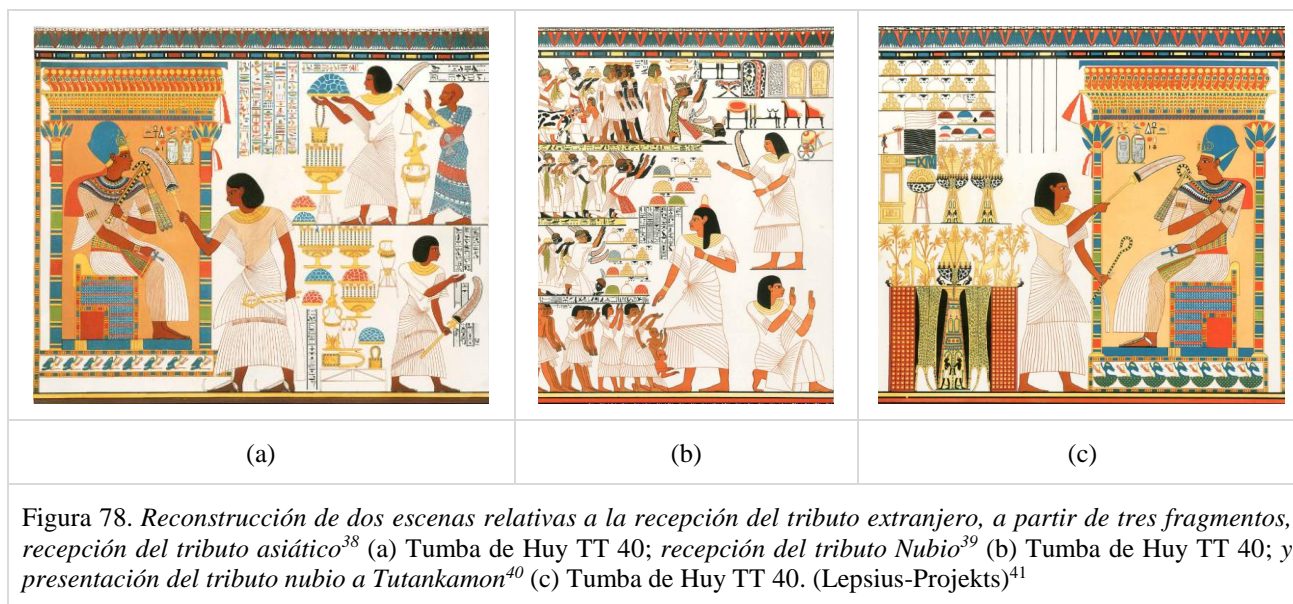 (a)
(b)
(c)
Figura 78. Reconstrucción de dos escenas relativas a la recepción del tributo extranjero, a partir de tres fragmentos,
recepción del tributo asiático38 (a) Tumba de Huy TT 40; recepción del tributo Nubio39 (b) Tumba de Huy TT 40; y
presentación del tributo nubio a Tutankamon40 (c) Tumba de Huy TT 40. (Lepsius-Projekts)41